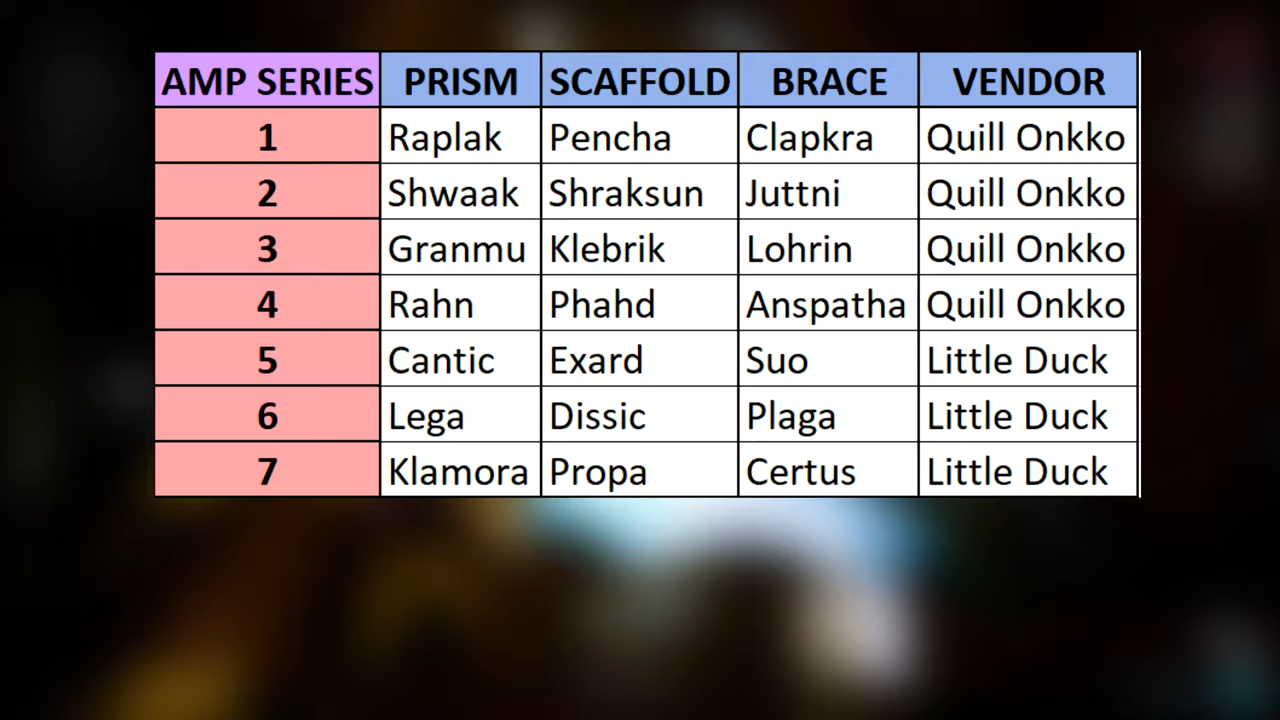 AMP SERIES PRISM SCAFFOLD BRACE VENDOR
1 Raplak Pencha Clapkra Quill Onkko
2 Shwaak Shraksun Juttni Quill Onkko
3 Granmu Klebrik Lohrin Quill Onkko
4 Rahn Phahd Anspatha Quill Onkko
5 Cantic Exard Suo Little Duck
6 Lega Dissic Plaga Little Duck
7 Klamora Propa Certus Little Duck